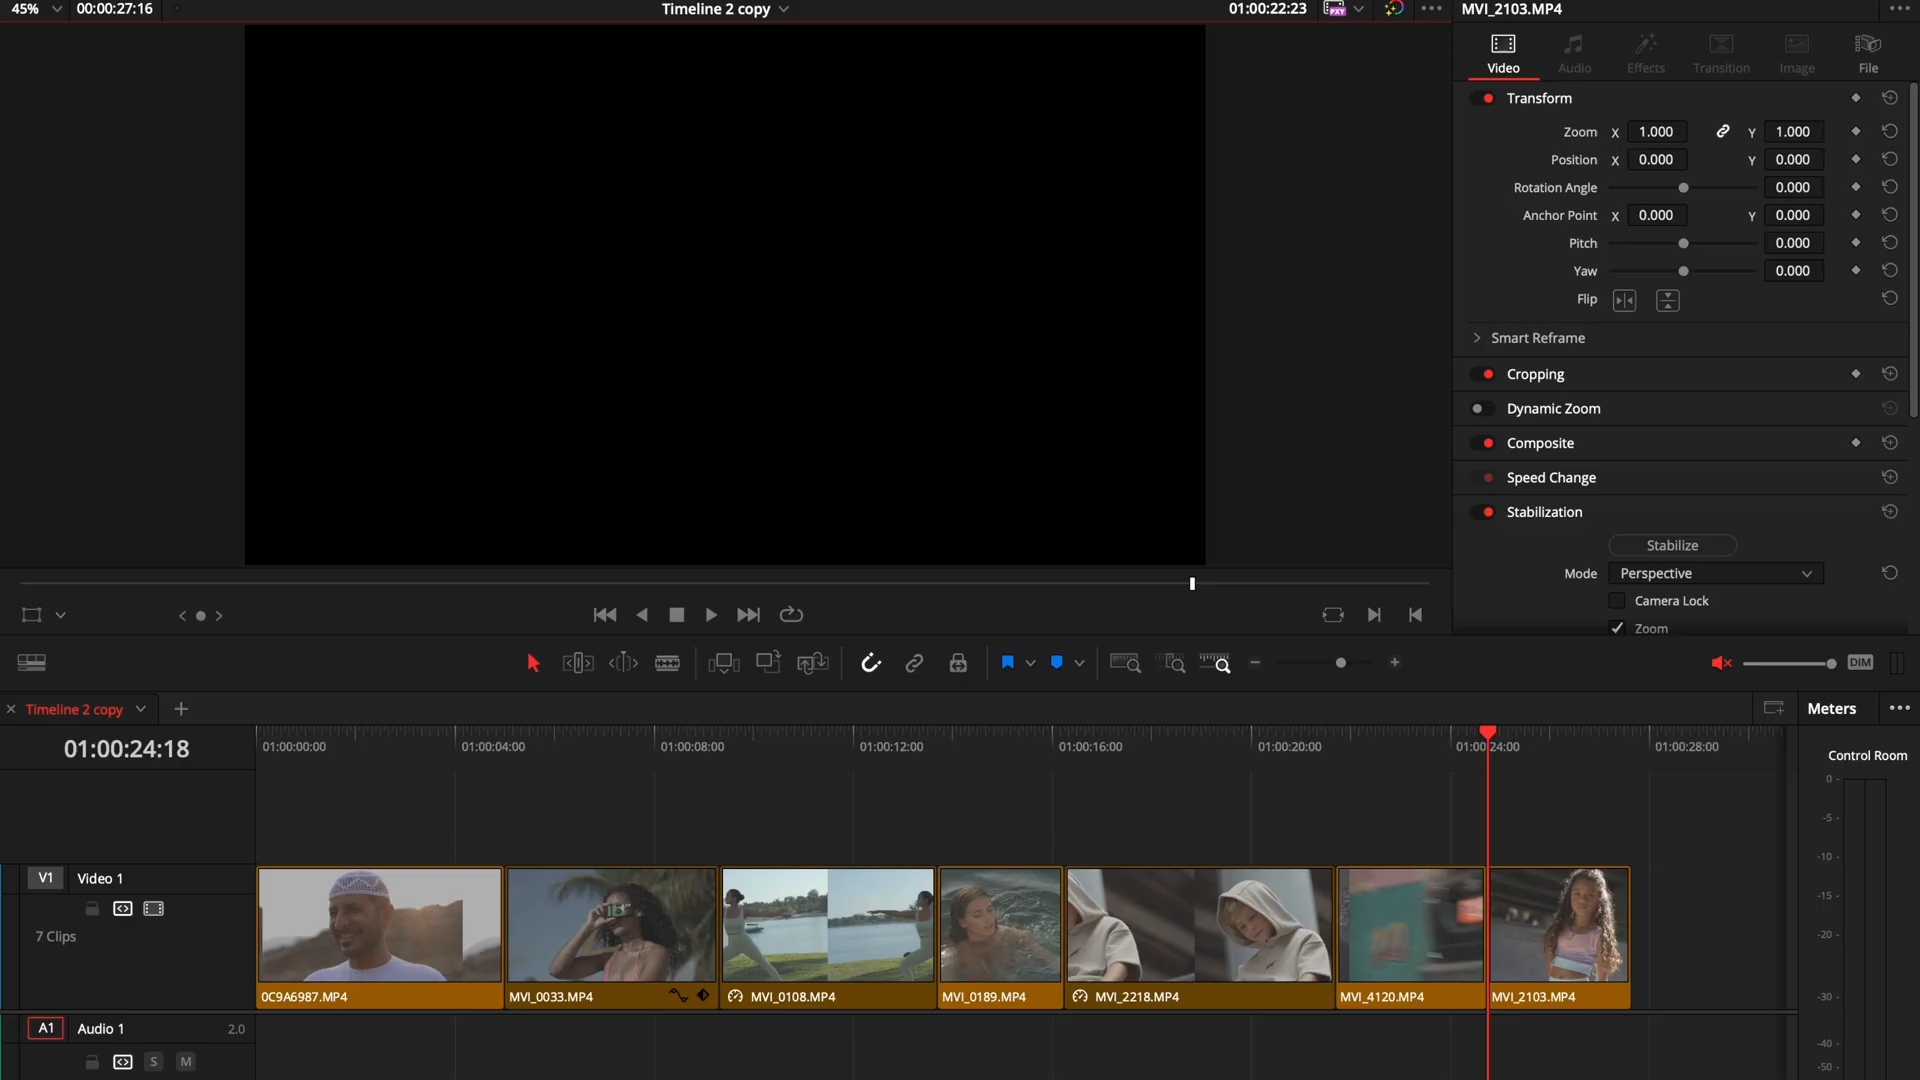 45%
00:00:27:16
Timeline 2 copy
01:00:22:23
PXY
MVI_2103.MP4
Video
Audio
Effects
Transition
Image
File
Transform
Zoom X 1.000 Y 1.000
Position X 0.000 Y 0.000
Rotation Angle 0.000
Anchor Point X 0.000 Y 0.000
Pitch 0.000
Yaw 0.000
Flip
Smart Reframe
Cropping
Dynamic Zoom
Composite
Speed Change
Stabilization
Stabilize
Mode Perspective
Camera Lock
Zoom
DIM
Timeline 2 copy
Meters
01:00:24:18
01:00:00:00
01:00:04:00
01:00:08:00
01:00:12:00
01:00:16:00
01:00:20:00
01:00:24:00
01:00:28:00
Control Room
0
-5
-10
-15
-20
-30
-40
-50
V1 Video 1
7 Clips
0C9A6987.MP4
MVI_0033.MP4
MVI_0108.MP4
MVI_0189.MP4
MVI_2218.MP4
MVI_4120.MP4
MVI_2103.MP4
A1 Audio 1 2.0
S M